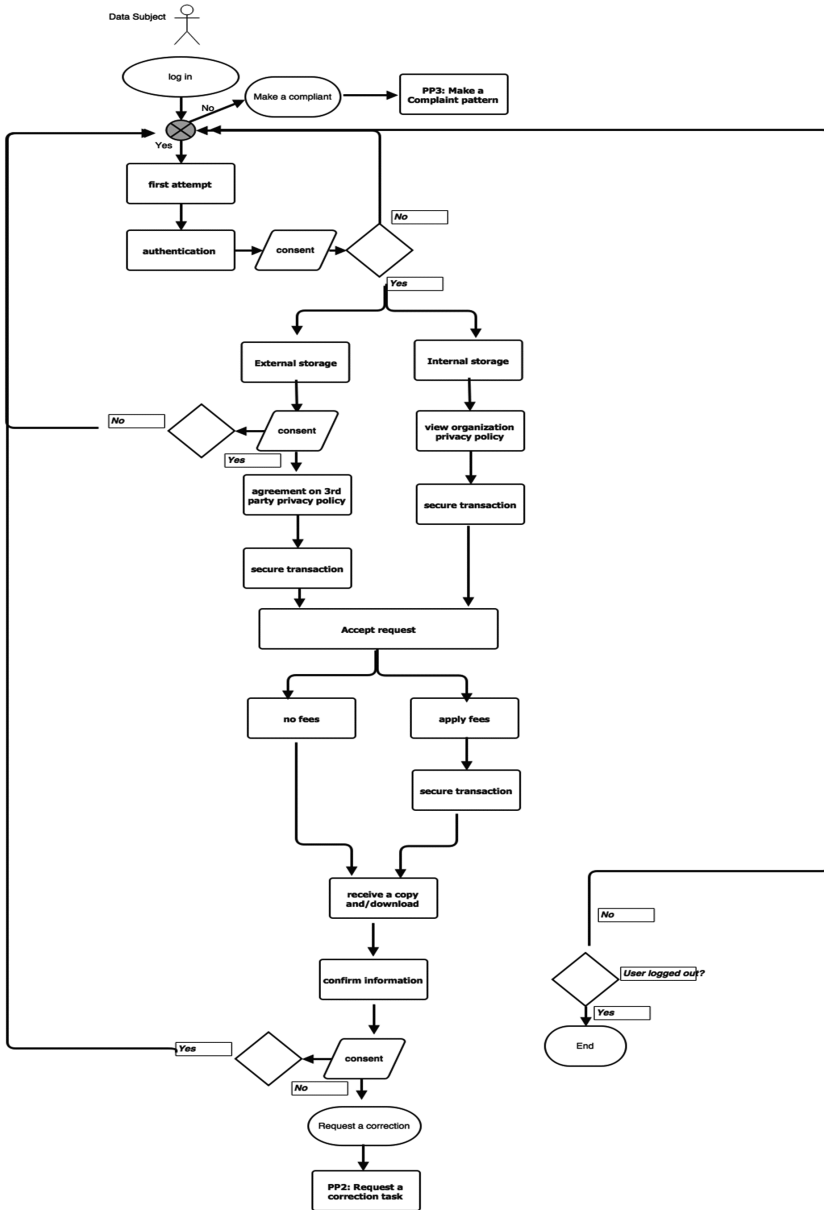 Data Subject
log in
No
Make a compliant
PP3: Make a
Complaint pattern
Yes
first attempt
authentication
consent
No
Yes
External storage
Internal storage
No
consent
view organization
privacy policy
Yes
agreement on 3rd
party privacy policy
secure transaction
secure transaction
Accept request
no fees
apply fees
secure transaction
receive a copy
and/download
No
confirm information
User logged out?
Yes
Yes
consent
End
No
Request a correction
PP2: Request a
correction task